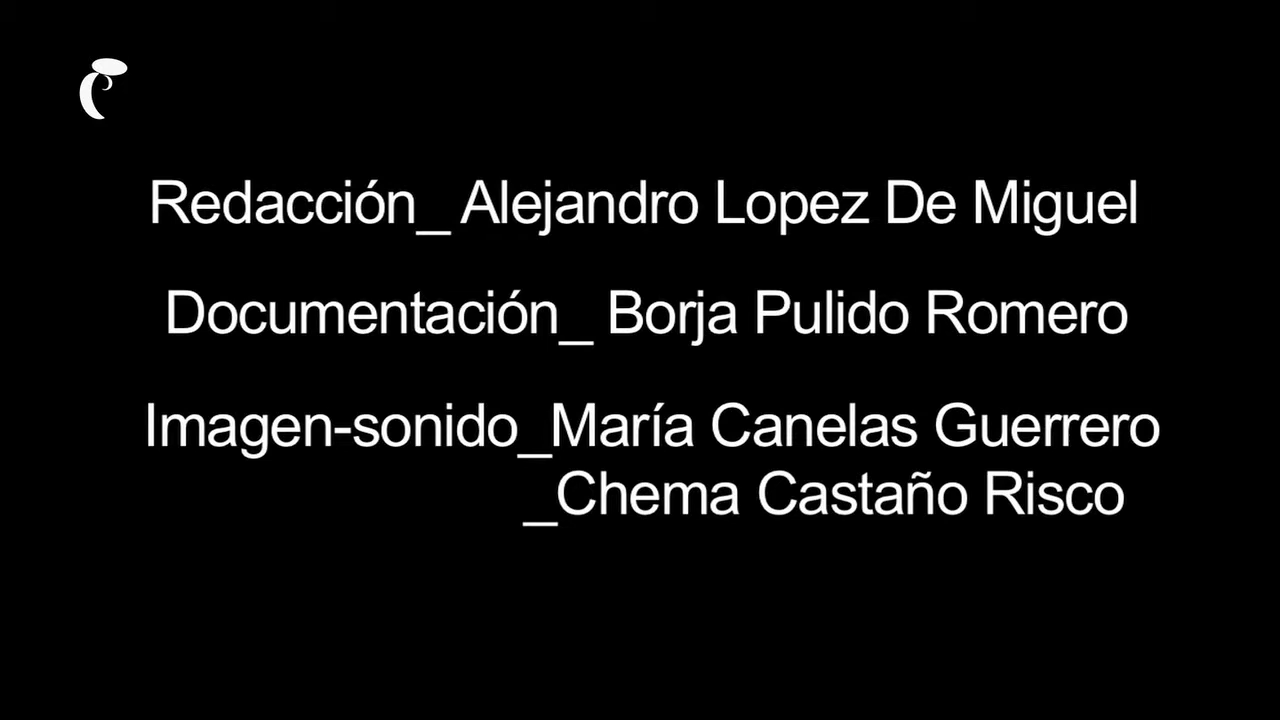 Redacción_ Alejandro Lopez De Miguel
Documentación_ Borja Pulido Romero
Imagen-sonido_María Canelas Guerrero
_Chema Castaño Risco